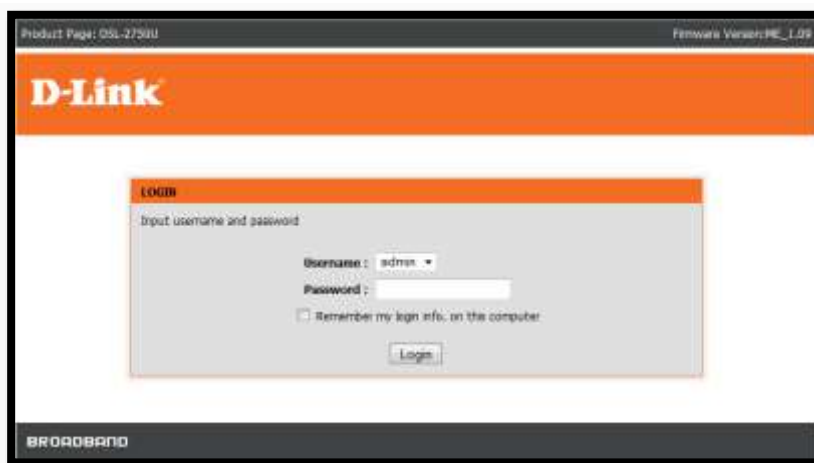 Product Page: DSL-2750U Firmware Version:ME_1.09
D-Link
LOGIN
Input username and password
Username : admin
Password :
Remember my login info. on this computer
Login
BROADBAND